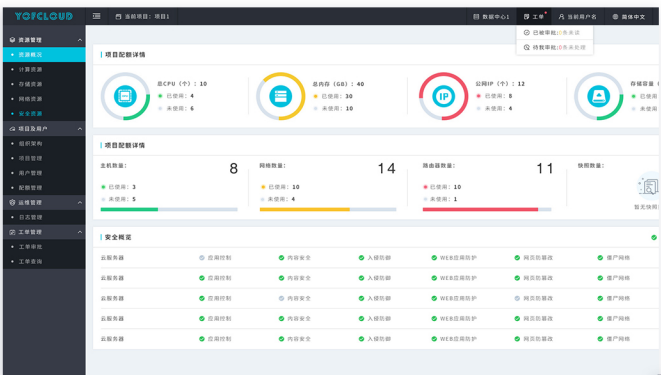 YOFCLOUD
当前项目：项目1
数据中心1
工单
当前用户名
简体中文
已被审批:1条未读
待我审批:0条未处理
资源管理
资源概况
计算资源
存储资源
网络资源
安全资源
项目及用户
组织架构
项目管理
用户管理
配额管理
运维管理
日志管理
工单管理
工单审批
工单查询
项目配额详情
总CPU（个）：10
已使用：4
未使用：6
总内存（GB）：40
已使用：30
未使用：10
IP
公网IP（个）：12
已使用：8
未使用：4
存储容量
已使用
未使用
项目配额详情
主机数量：
8
已使用：3
未使用：5
网络数量：
14
已使用：10
未使用：4
路由器数量：
11
已使用：10
未使用：1
快照数量：
暂无快照
安全概览
云服务器 应用控制 内容安全 入侵防御 WEB应用防护 网页防篡改 僵尸网络
云服务器 应用控制 内容安全 入侵防御 WEB应用防护 网页防篡改 僵尸网络
云服务器 应用控制 内容安全 入侵防御 WEB应用防护 网页防篡改 僵尸网络
云服务器 应用控制 内容安全 入侵防御 WEB应用防护 网页防篡改 僵尸网络
云服务器 应用控制 内容安全 入侵防御 WEB应用防护 网页防篡改 僵尸网络